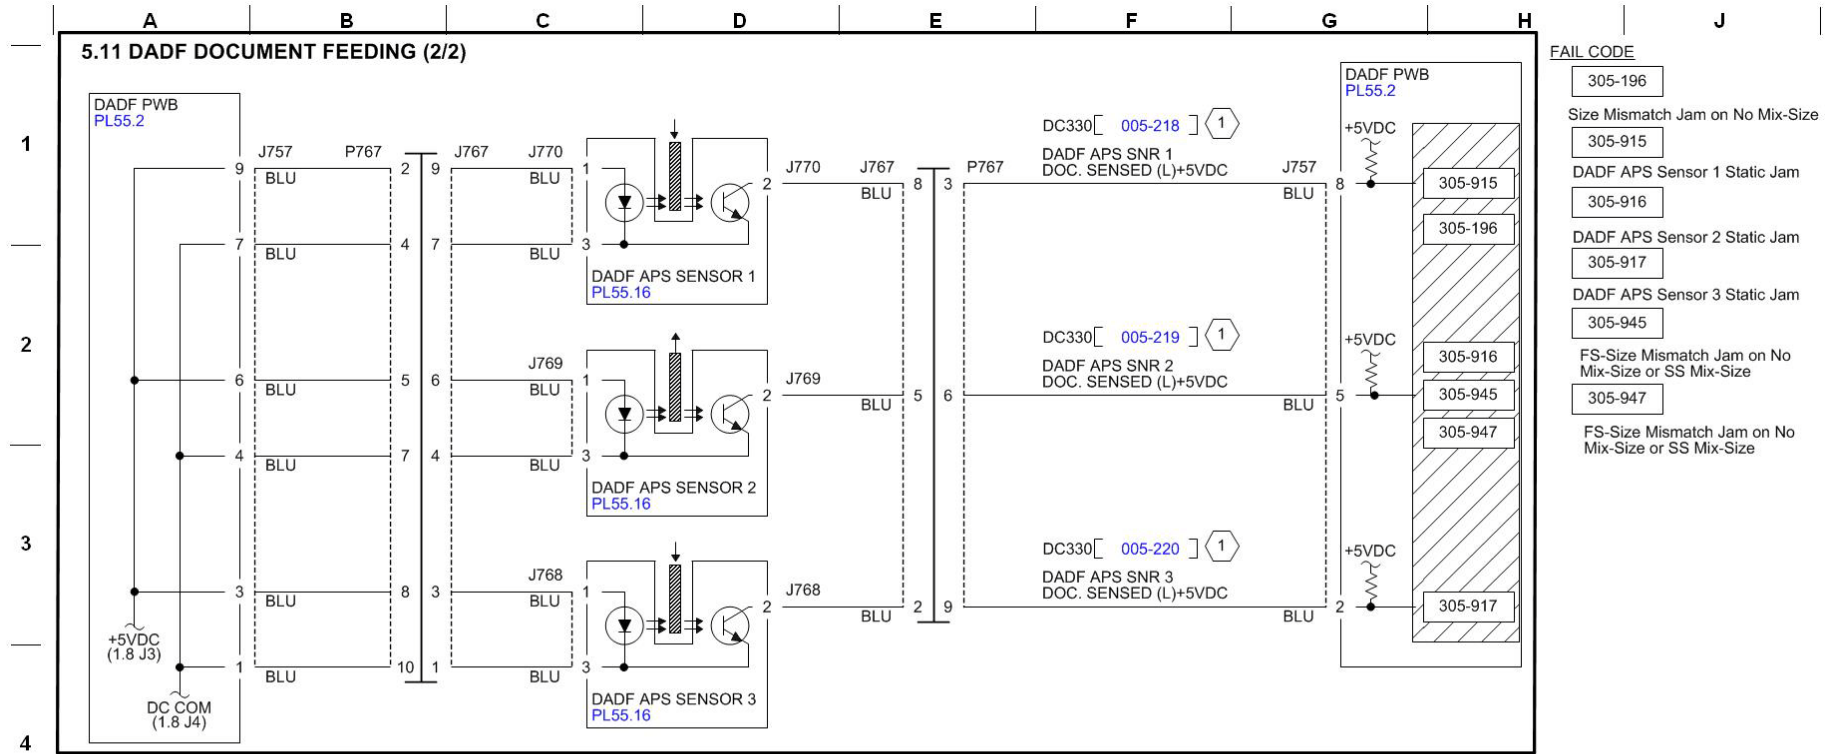 A B C D E F G H J
5.11 DADF DOCUMENT FEEDING (2/2)
FAIL CODE
305-196
Size Mismatch Jam on No Mix-Size
305-915
DADF APS Sensor 1 Static Jam
305-916
DADF APS Sensor 2 Static Jam
305-917
DADF APS Sensor 3 Static Jam
305-945
FS-Size Mismatch Jam on No
Mix-Size or SS Mix-Size
305-947
FS-Size Mismatch Jam on No
Mix-Size or SS Mix-Size
1
2
3
4
DADF PWB
PL55.2
9 J757 P767 2 9 J767 J770 1
BLU BLU
7 4 7 3
BLU BLU
DADF APS SENSOR 1
PL55.16
2 J770 J767 8 3 P767 J757 8
BLU BLU
DC330[ 005-218 ] 1
DADF APS SNR 1
DOC. SENSED (L)+5VDC
DADF PWB
PL55.2
+5VDC
305-915
305-196
6 5 6 J769 1
BLU BLU
4 7 4 3
BLU BLU
DADF APS SENSOR 2
PL55.16
2 J769 5 6 5
BLU BLU
DC330[ 005-219 ] 1
DADF APS SNR 2
DOC. SENSED (L)+5VDC
+5VDC
305-916
305-945
305-947
3 8 3 J768 1
BLU BLU
+5VDC
(1.8 J3)
1 10 1 3
BLU BLU
DC COM
(1.8 J4)
DADF APS SENSOR 3
PL55.16
2 J768 2 9 2
BLU BLU
DC330[ 005-220 ] 1
DADF APS SNR 3
DOC. SENSED (L)+5VDC
+5VDC
305-917